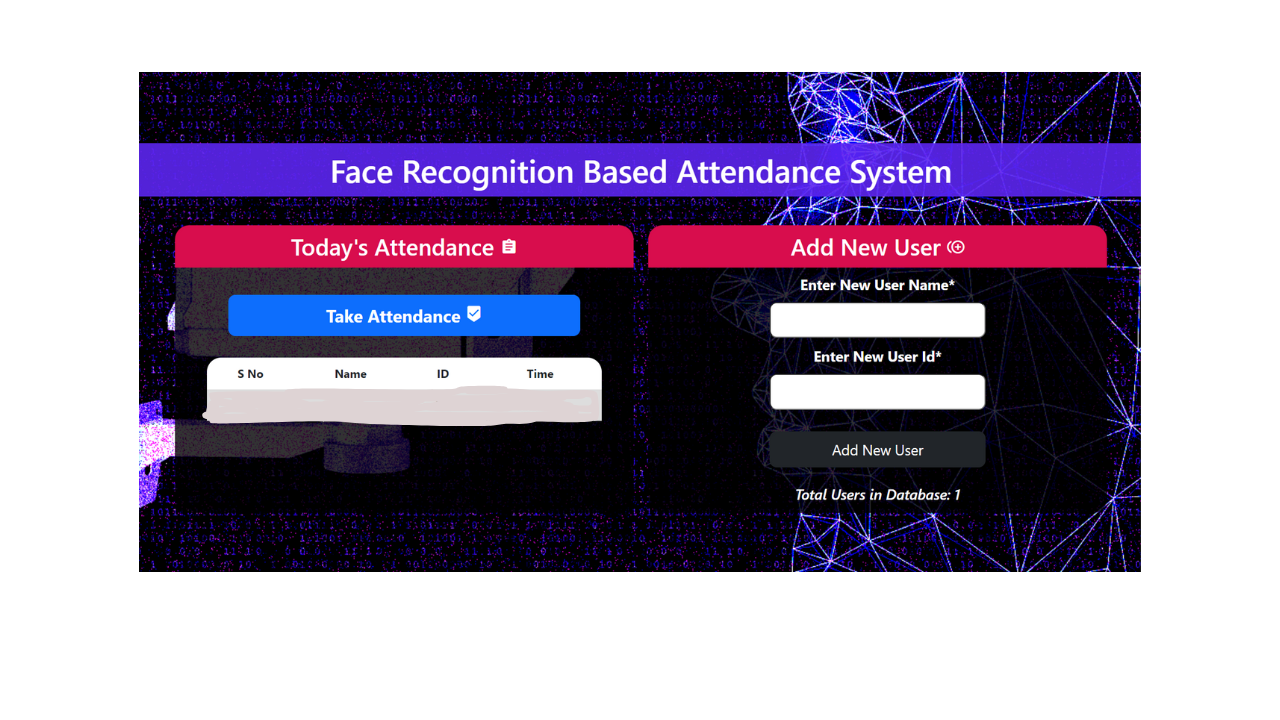 Face Recognition Based Attendance System
Today's Attendance
Take Attendance
S No Name ID Time
Add New User
Enter New User Name*
Enter New User Id*
Add New User
Total Users in Database: 1